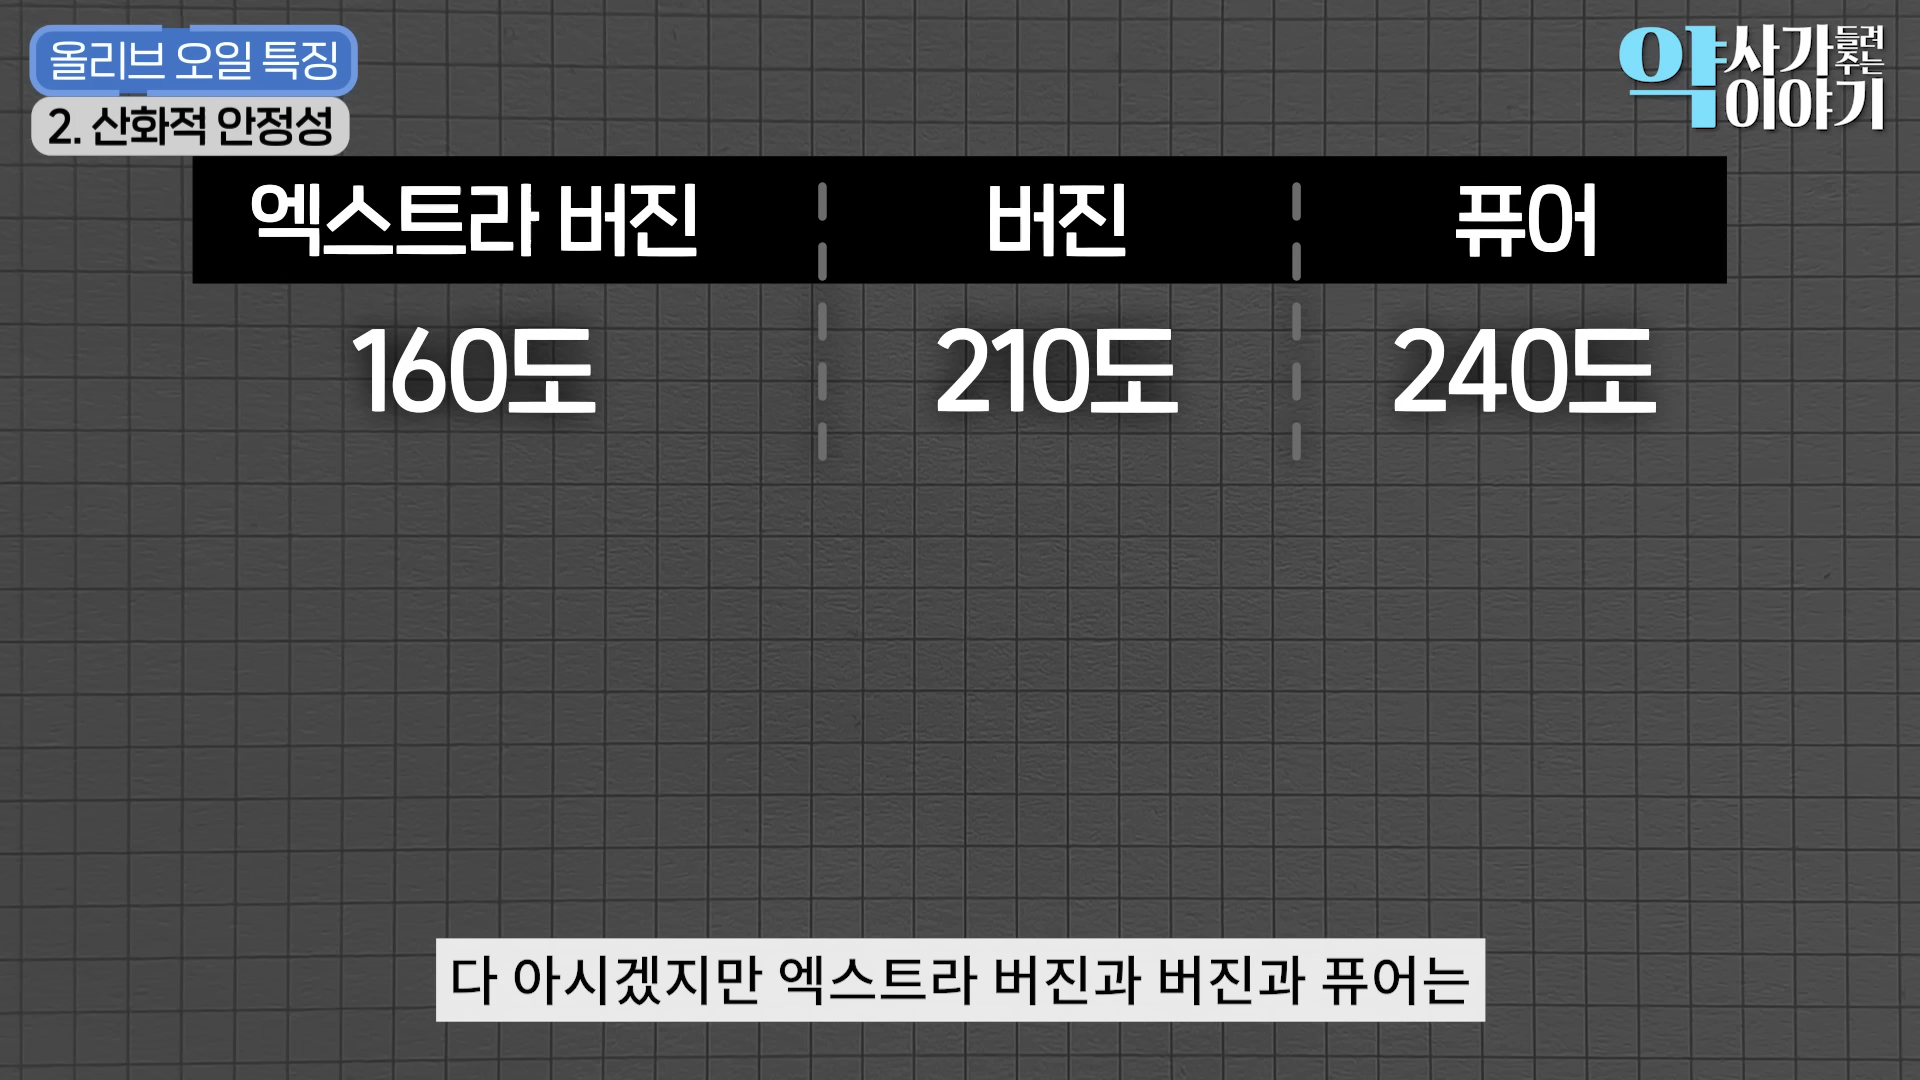 올리브 오일 특징
2. 산화적 안정성
약사가 들려주는 이야기
엑스트라 버진 버진 퓨어
160도 210도 240도
다 아시겠지만 엑스트라 버진과 버진과 퓨어는